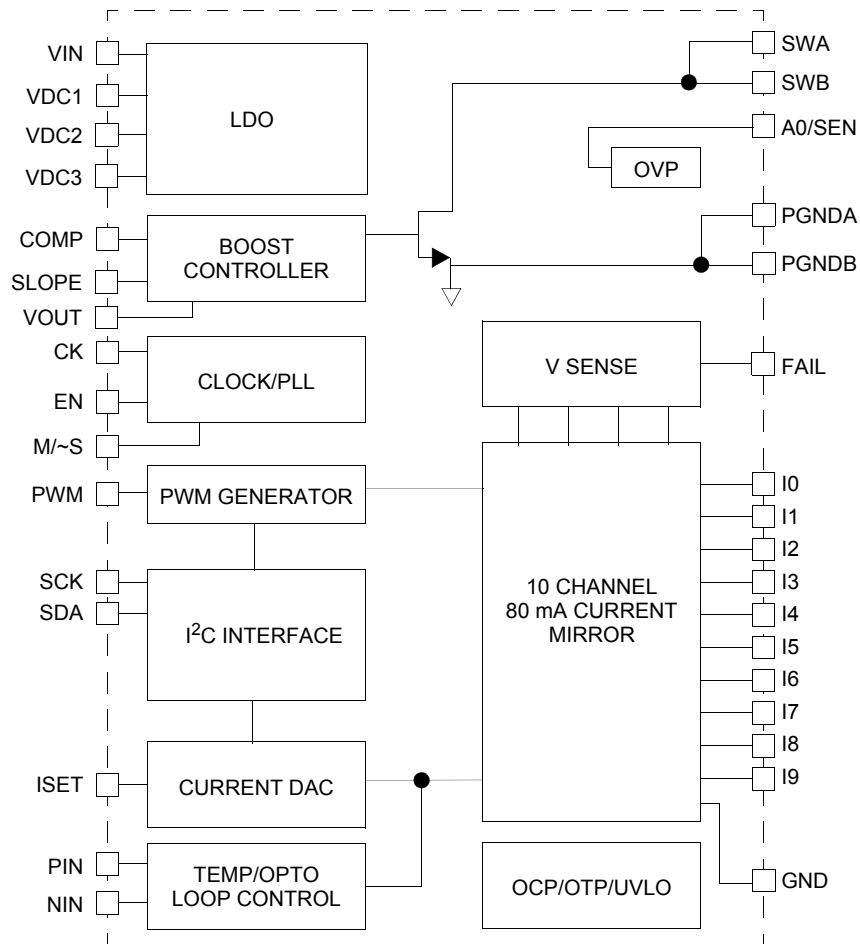 VIN
VDC1
VDC2
VDC3
LDO
COMP
SLOPE
VOUT
BOOST
CONTROLLER
CK
EN
M/~S
CLOCK/PLL
PWM
PWM GENERATOR
SCK
SDA
I²C INTERFACE
ISET
CURRENT DAC
PIN
NIN
TEMP/OPTO
LOOP CONTROL
SWA
SWB
A0/SEN
OVP
PGNDA
PGNDB
V SENSE
FAIL
10 CHANNEL
80 mA CURRENT
MIRROR
I0
I1
I2
I3
I4
I5
I6
I7
I8
I9
OCP/OTP/UVLO
GND